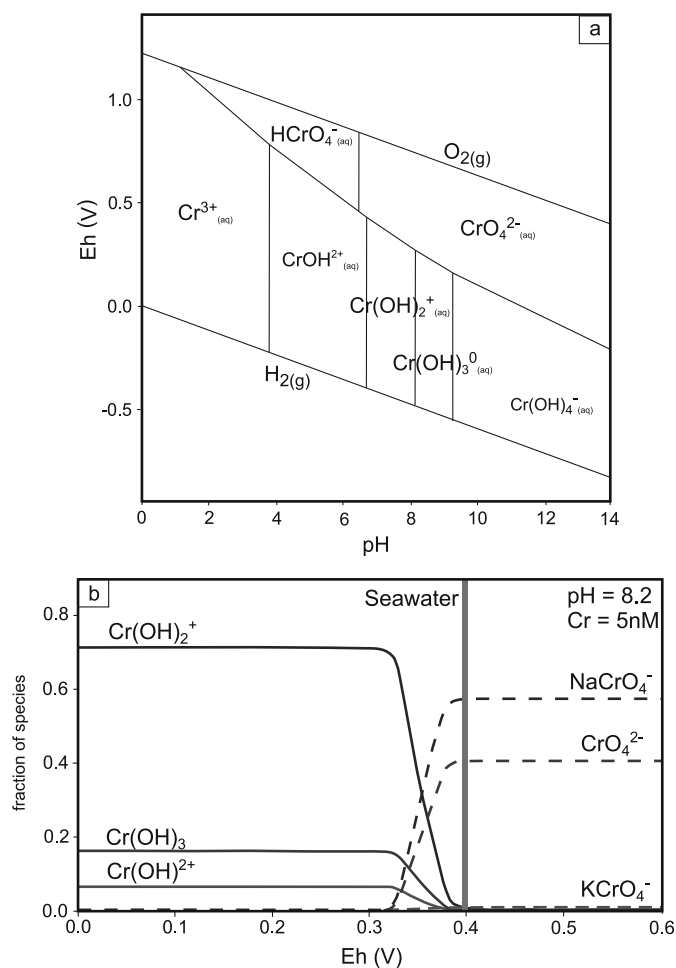 a
Eh (V)
1.0
0.5
0.0
-0.5
HCrO₄⁻(aq)
O₂(g)
Cr³⁺(aq)
CrO₄²⁻(aq)
CrOH²⁺(aq)
Cr(OH)₂⁺(aq)
Cr(OH)₃⁰(aq)
H₂(g)
Cr(OH)₄⁻(aq)
0 2 4 6 8 10 12 14
pH
b
Seawater
pH = 8.2
Cr = 5nM
fraction of species
0.8
0.6
0.4
0.2
0.0
Cr(OH)₂⁺
NaCrO₄⁻
CrO₄²⁻
Cr(OH)₃
Cr(OH)²⁺
KCrO₄⁻
0.0 0.1 0.2 0.3 0.4 0.5 0.6
Eh (V)